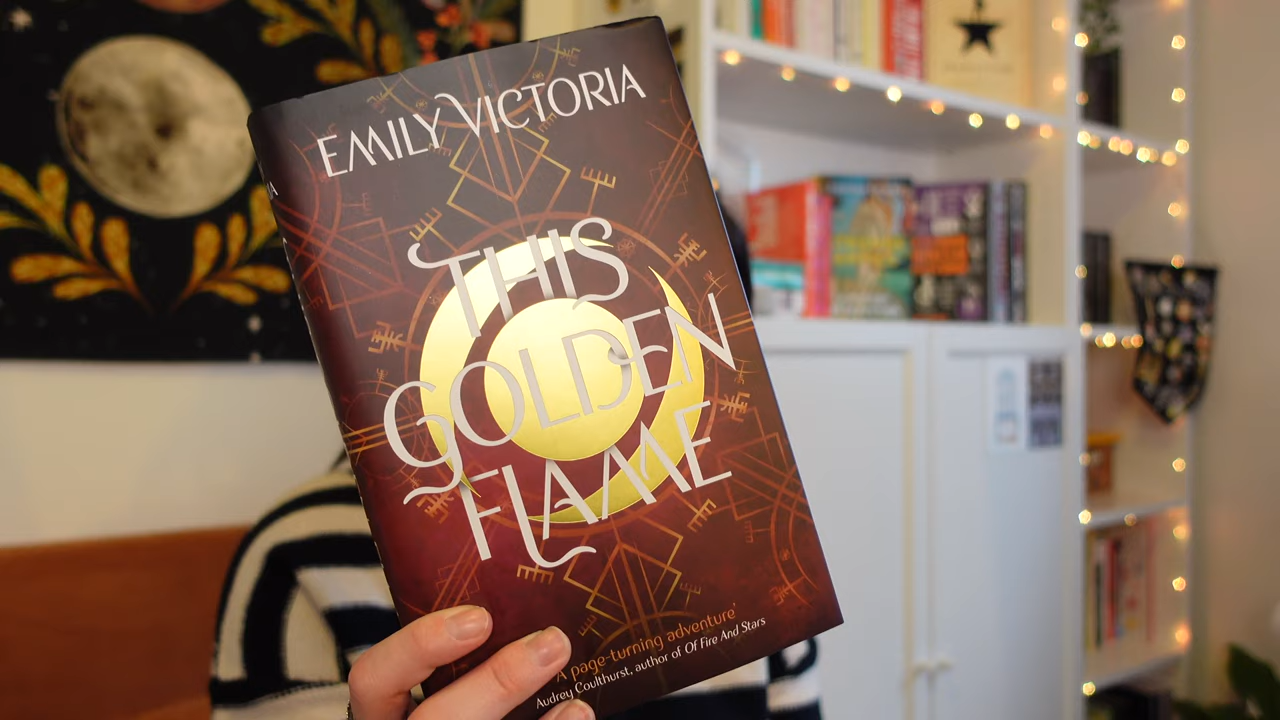 EMILY VICTORIA
THIS
GOLDEN
FLAME
'A page-turning adventure'
Audrey Coulthurst, author of Of Fire And Stars